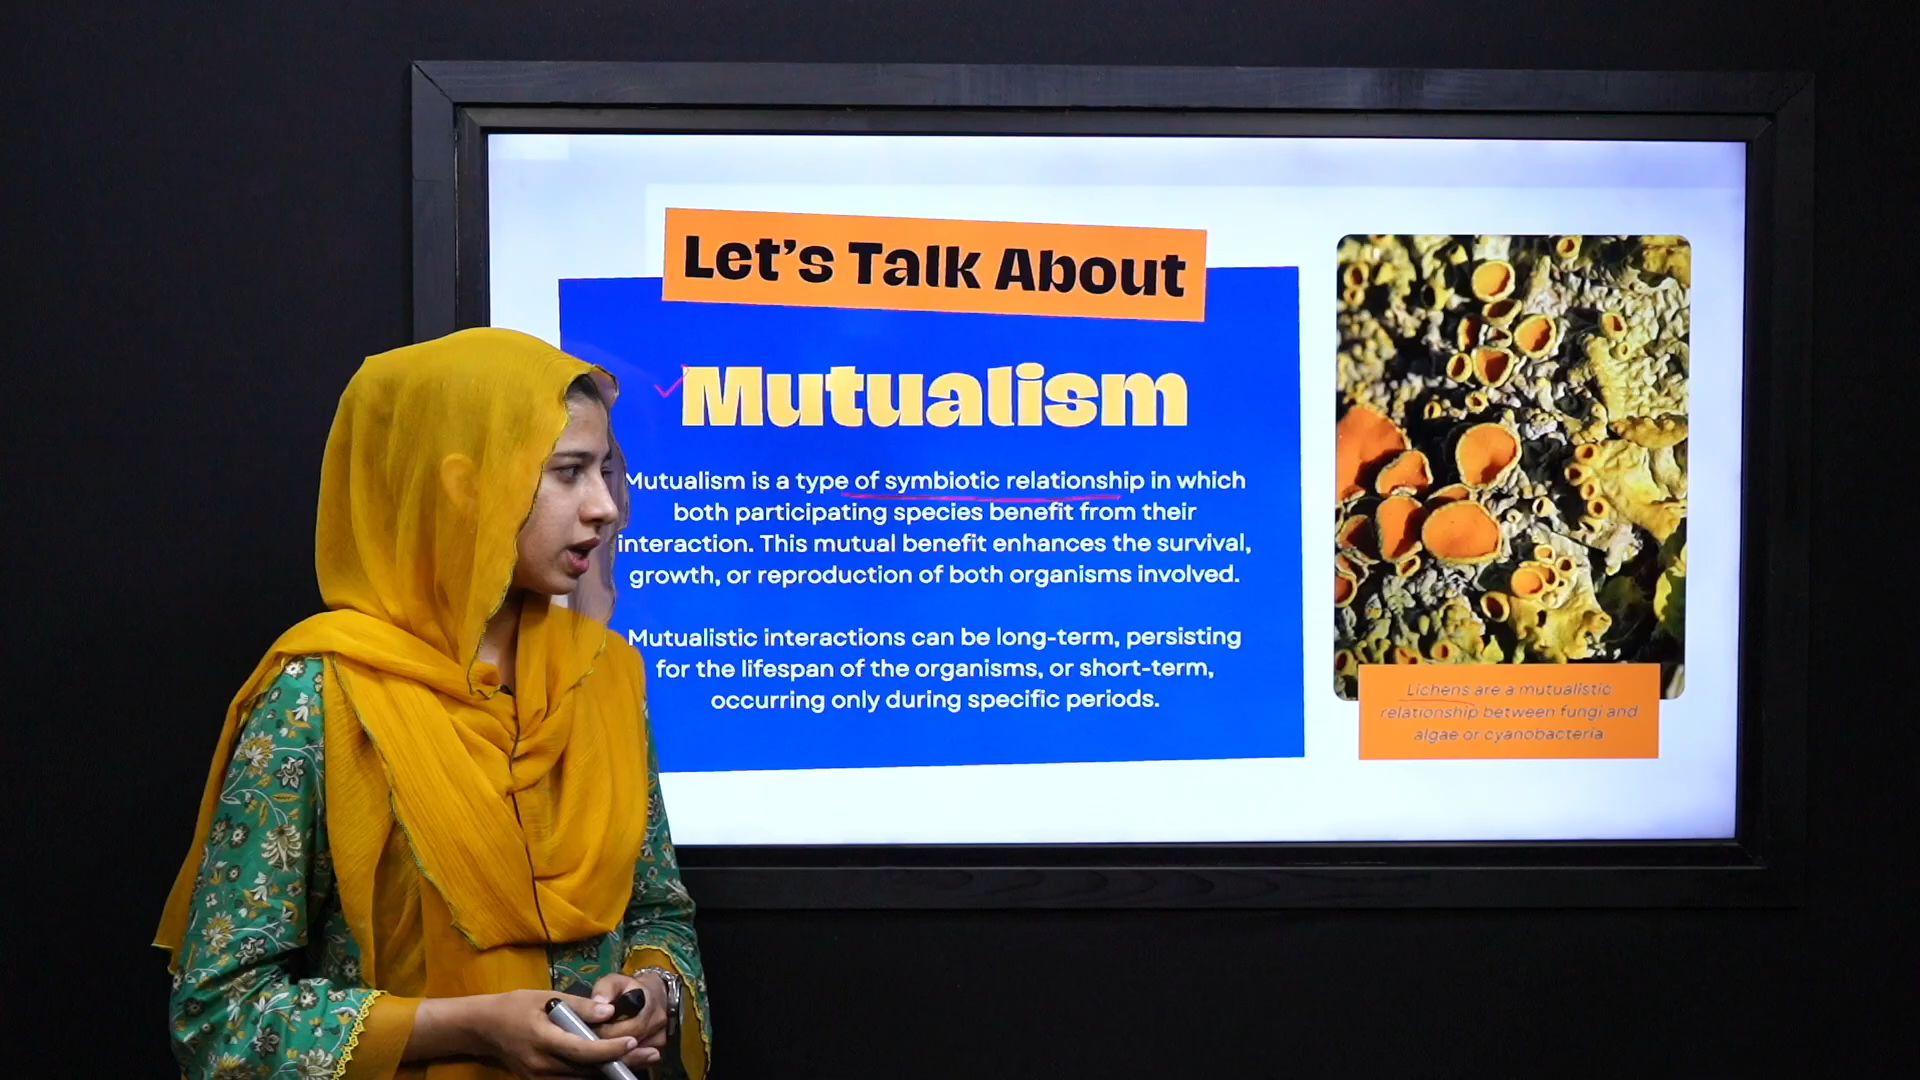 Let's Talk About
Mutualism
Mutualism is a type of symbiotic relationship in which
both participating species benefit from their
interaction. This mutual benefit enhances the survival,
growth, or reproduction of both organisms involved.
Mutualistic interactions can be long-term, persisting
for the lifespan of the organisms, or short-term,
occurring only during specific periods.
Lichens are a mutualistic
relationship between fungi and
algae or cyanobacteria